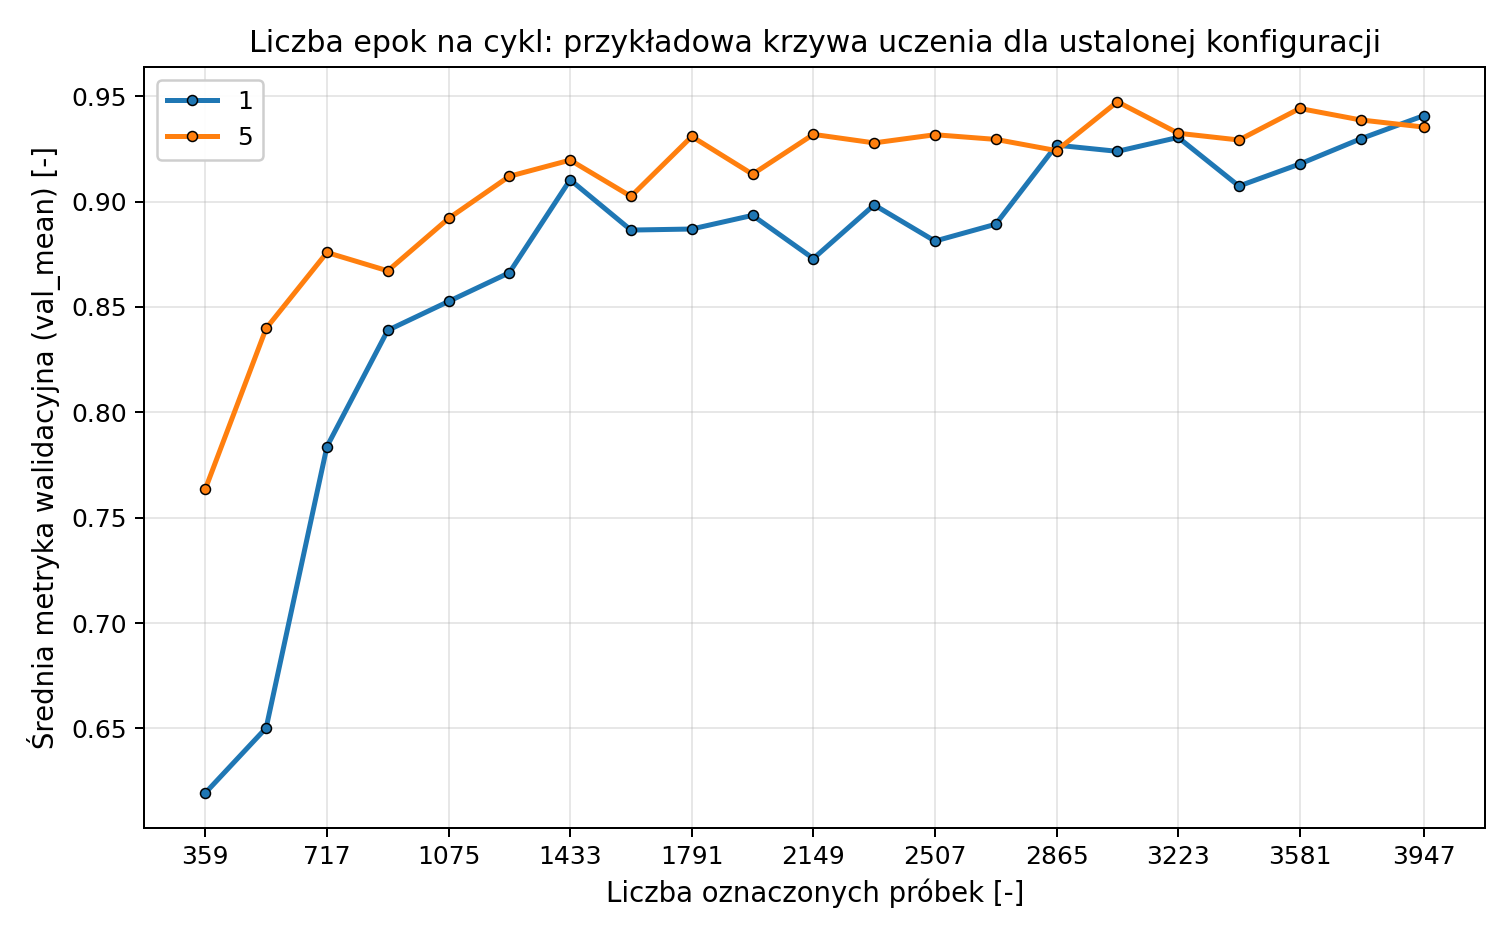 Liczba epok na cykl: przykładowa krzywa uczenia dla ustalonej konfiguracji
1
5
Średnia metryka walidacyjna (val_mean) [-]
0.95
0.90
0.85
0.80
0.75
0.70
0.65
359 717 1075 1433 1791 2149 2507 2865 3223 3581 3947
Liczba oznaczonych próbek [-]